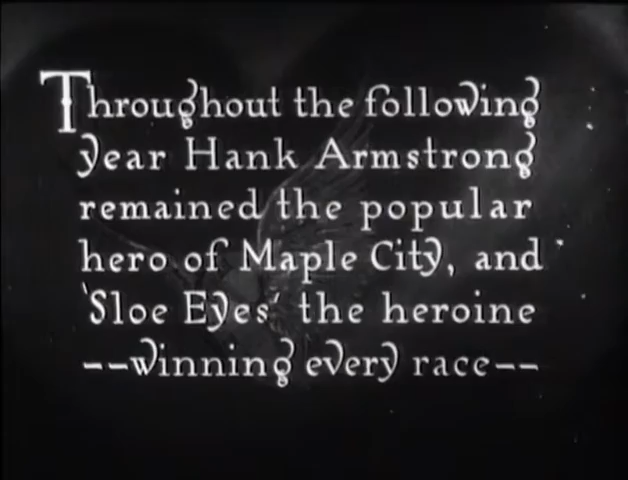 Throughout the following
year Hank Armstrong
remained the popular
hero of Maple City, and
'Sloe Eyes' the heroine
--winning every race--